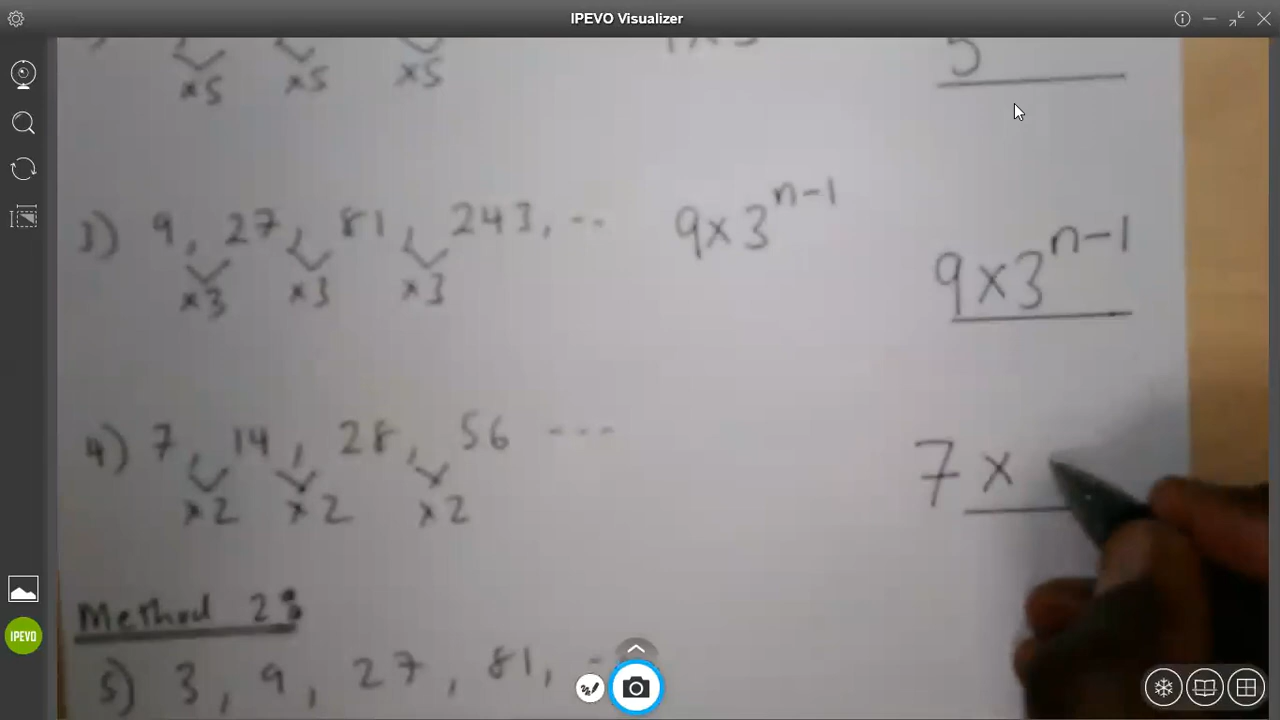 IPEVO Visualizer
×5 ×5 ×5
5
3) 9, 27, 81, 243, -- 9×3^{n-1}
×3 ×3 ×3
9×3^{n-1}
4) 7, 14, 28, 56 ---
×2 ×2 ×2
7×
Method 2:
5) 3, 9, 27, 81,
IPEVO